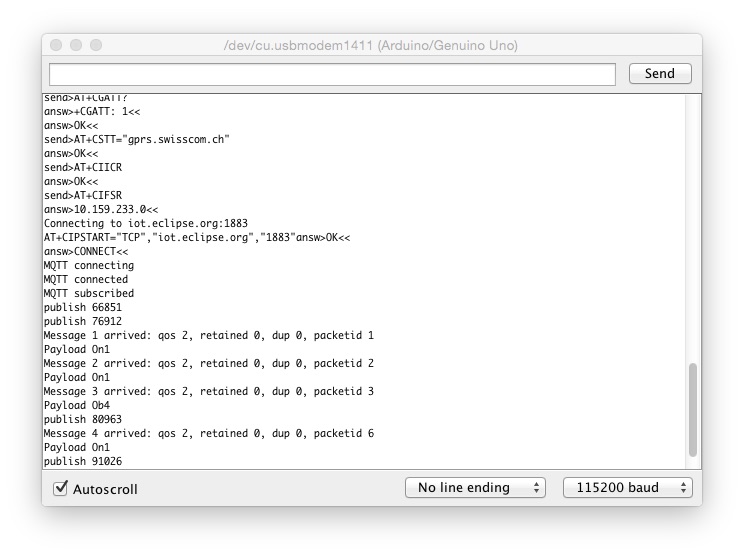 /dev/cu.usbmodem1411 (Arduino/Genuino Uno)
Send
send>AT+CGATT?
answ>+CGATT: 1<<
answ>OK<<
send>AT+CSTT="gprs.swisscom.ch"
answ>OK<<
send>AT+CIICR
answ>OK<<
send>AT+CIFSR
answ>10.159.233.0<<
Connecting to iot.eclipse.org:1883
AT+CIPSTART="TCP","iot.eclipse.org","1883"answ>OK<<
answ>CONNECT<<
MQTT connecting
MQTT connected
MQTT subscribed
publish 66851
publish 76912
Message 1 arrived: qos 2, retained 0, dup 0, packetid 1
Payload On1
Message 2 arrived: qos 2, retained 0, dup 0, packetid 2
Payload On1
Message 3 arrived: qos 2, retained 0, dup 0, packetid 3
Payload Ob4
publish 80963
Message 4 arrived: qos 2, retained 0, dup 0, packetid 6
Payload On1
publish 91026
Autoscroll
No line ending
115200 baud